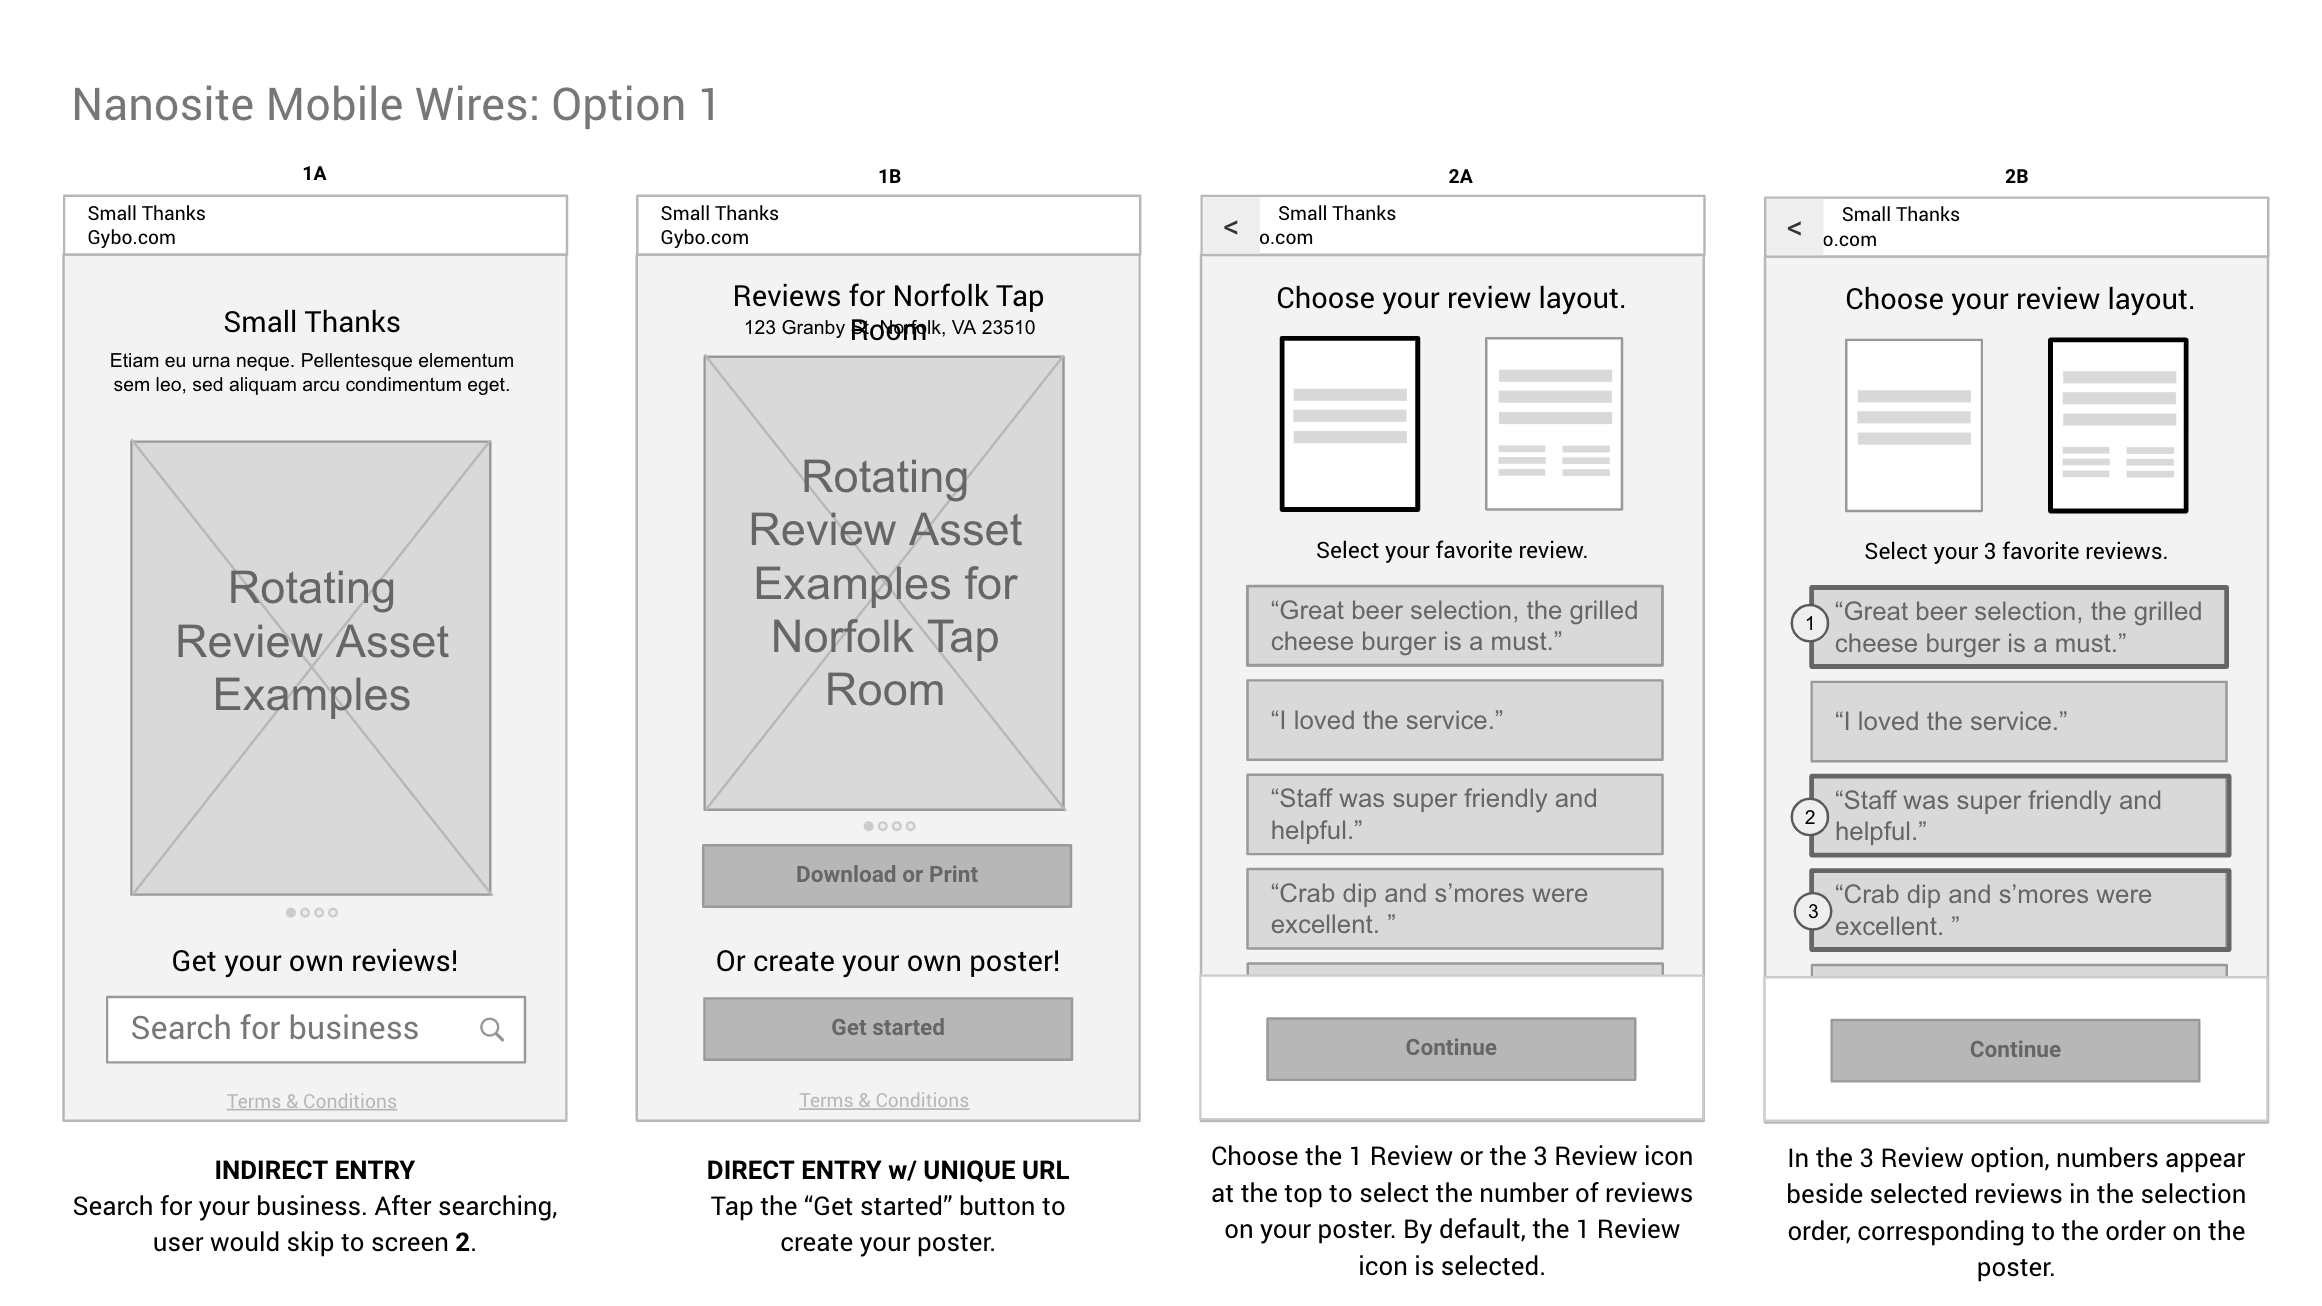 Nanosite Mobile Wires: Option 1
1A
Small Thanks
Gybo.com
Small Thanks
Etiam eu urna neque. Pellentesque elementum
sem leo, sed aliquam arcu condimentum eget.
Rotating
Review Asset
Examples
Get your own reviews!
Search for business
Terms & Conditions
INDIRECT ENTRY
Search for your business. After searching,
user would skip to screen 2.
1B
Small Thanks
Gybo.com
Reviews for Norfolk Tap
Room
123 Granby St. Norfolk, VA 23510
Rotating
Review Asset
Examples for
Norfolk Tap
Room
Download or Print
Or create your own poster!
Get started
Terms & Conditions
DIRECT ENTRY w/ UNIQUE URL
Tap the “Get started” button to
create your poster.
2A
<
Small Thanks
o.com
Choose your review layout.
Select your favorite review.
“Great beer selection, the grilled
cheese burger is a must.”
“I loved the service.”
“Staff was super friendly and
helpful.”
“Crab dip and s’mores were
excellent. ”
Continue
Choose the 1 Review or the 3 Review icon
at the top to select the number of reviews
on your poster. By default, the 1 Review
icon is selected.
2B
<
Small Thanks
o.com
Choose your review layout.
Select your 3 favorite reviews.
1
“Great beer selection, the grilled
cheese burger is a must.”
“I loved the service.”
2
“Staff was super friendly and
helpful.”
3
“Crab dip and s’mores were
excellent. ”
Continue
In the 3 Review option, numbers appear
beside selected reviews in the selection
order, corresponding to the order on the
poster.